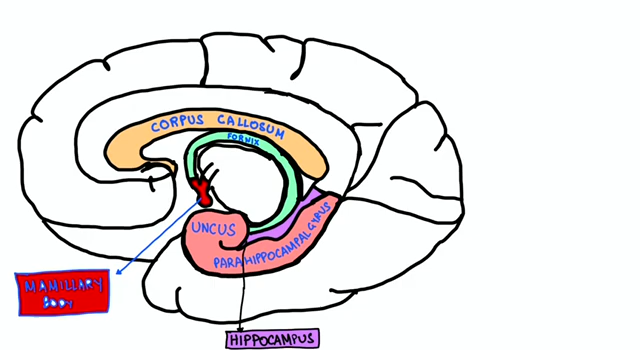 CORPUS CALLOSUM
FORNIX
UNCUS
PARAHIPPOCAMPAL GYRUS
MAMILLARY
BODY
HIPPOCAMPUS